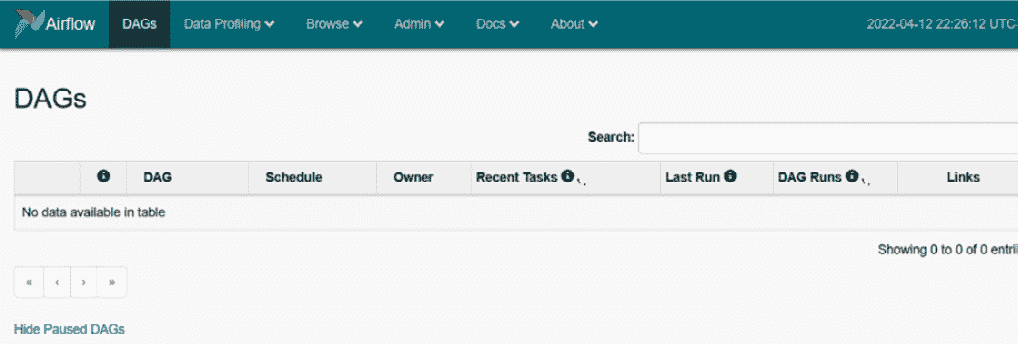 Airflow DAGs Data Profiling Browse Admin Docs About 2022-04-12 22:26:12 UTC
DAGs
Search:
DAG Schedule Owner Recent Tasks Last Run DAG Runs Links
No data available in table
Showing 0 to 0 of 0 entri
« ‹ › »
Hide Paused DAGs